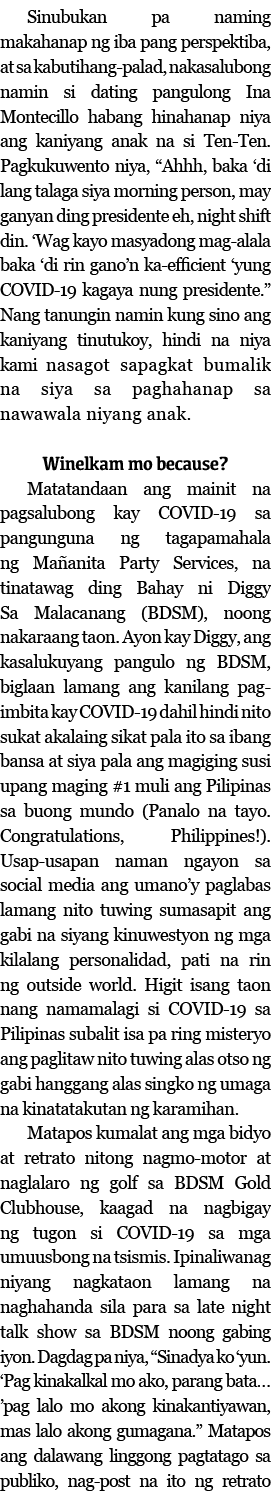 Sinubukan pa naming
makahanap ng iba pang perspektiba,
at sa kabutihang-palad, nakasalubong
namin si dating pangulong Ina
Montecillo habang hinahanap niya
ang kaniyang anak na si Ten-Ten.
Pagkukuwento niya, “Ahhh, baka ‘di
lang talaga siya morning person, may
ganyan ding presidente eh, night shift
din. ‘Wag kayo masyadong mag-alala
baka ‘di rin gano’n ka-efficient ‘yung
COVID-19 kagaya nung presidente.”
Nang tanungin namin kung sino ang
kaniyang tinutukoy, hindi na niya
kami nasagot sapagkat bumalik
na siya sa paghahanap sa
nawawala niyang anak.
Winelkam mo because?
Matatandaan ang mainit na
pagsalubong kay COVID-19 sa
pangunguna ng tagapamahala
ng Mañanita Party Services, na
tinatawag ding Bahay ni Diggy
Sa Malacanang (BDSM), noong
nakaraang taon. Ayon kay Diggy, ang
kasalukuyang pangulo ng BDSM,
biglaan lamang ang kanilang pag-
imbita kay COVID-19 dahil hindi nito
sukat akalaing sikat pala ito sa ibang
bansa at siya pala ang magiging susi
upang maging #1 muli ang Pilipinas
sa buong mundo (Panalo na tayo.
Congratulations, Philippines!).
Usap-usapan naman ngayon sa
social media ang umano’y paglabas
lamang nito tuwing sumasapit ang
gabi na siyang kinuwestyon ng mga
kilalang personalidad, pati na rin
ng outside world. Higit isang taon
nang namamalagi si COVID-19 sa
Pilipinas subalit isa pa ring misteryo
ang paglitaw nito tuwing alas otso ng
gabi hanggang alas singko ng umaga
na kinatatakutan ng karamihan.
Matapos kumalat ang mga bidyo
at retrato nitong nagmo-motor at
naglalaro ng golf sa BDSM Gold
Clubhouse, kaagad na nagbigay
ng tugon si COVID-19 sa mga
umuusbong na tsismis. Ipinaliwanag
niyang nagkataon lamang na
naghahanda sila para sa late night
talk show sa BDSM noong gabing
iyon. Dagdag pa niya, “Sinadya ko ‘yun.
‘Pag kinakalkal mo ako, parang bata…
’pag lalo mo akong kinakantiyawan,
mas lalo akong gumagana.” Matapos
ang dalawang linggong pagtatago sa
publiko, nag-post na ito ng retrato